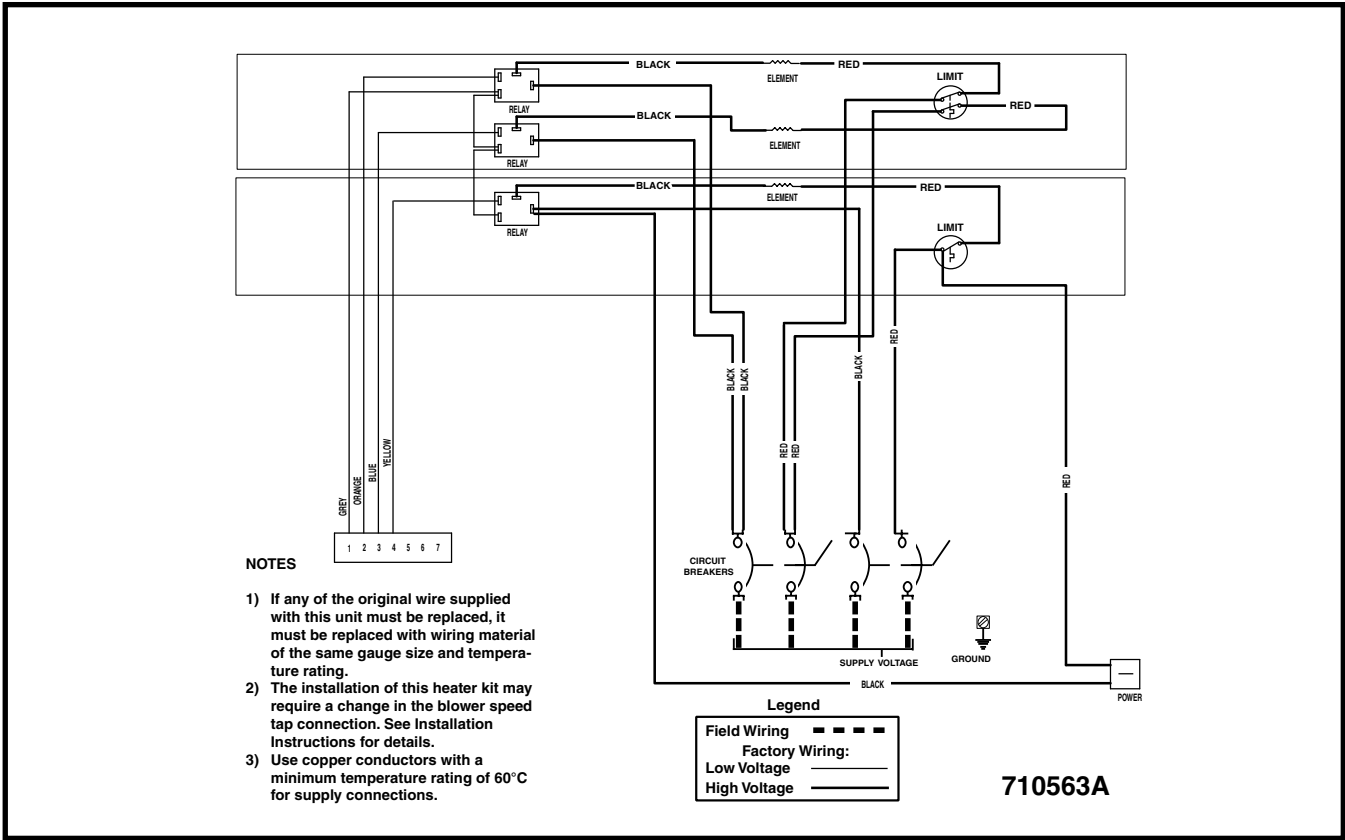 BLACK
RED
ELEMENT
LIMIT
RELAY
BLACK
RED
ELEMENT
RELAY
BLACK
RED
ELEMENT
LIMIT
RELAY
RED
BLACK
BLACK
BLACK
RED
RED
RED
GREY
ORANGE
BLUE
YELLOW
1 2 3 4 5 6 7
CIRCUIT
BREAKERS
SUPPLY VOLTAGE
GROUND
BLACK
POWER
NOTES
1) If any of the original wire supplied
with this unit must be replaced, it
must be replaced with wiring material
of the same gauge size and tempera-
ture rating.
2) The installation of this heater kit may
require a change in the blower speed
tap connection. See Installation
Instructions for details.
3) Use copper conductors with a
minimum temperature rating of 60°C
for supply connections.
Legend
Field Wiring
Factory Wiring:
Low Voltage
High Voltage
710563A